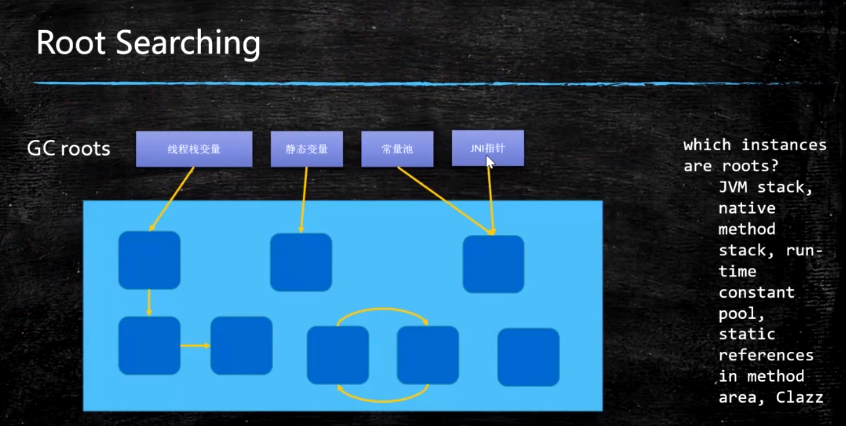 Root Searching
GC roots
线程栈变量
静态变量
常量池
JNI指针
which instances
are roots?
JVM stack,
native
method
stack, run-
time
constant
pool,
static
references
in method
area, Clazz